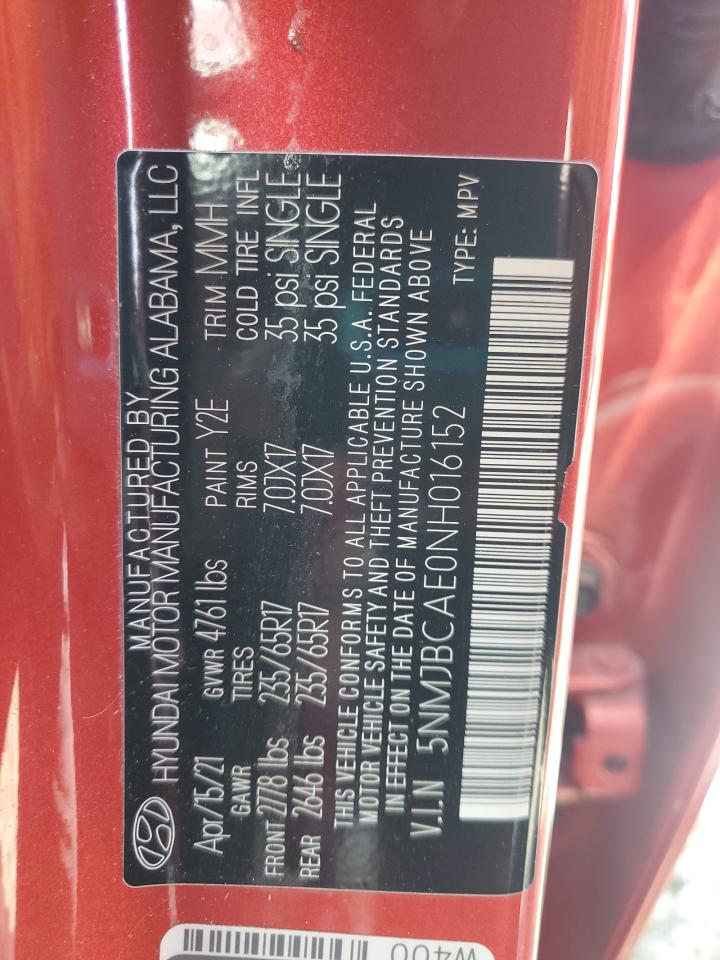 MANUFACTURED BY
HYUNDAI MOTOR MANUFACTURING ALABAMA, LLC
Apr/15/21 GVWR 4761 lbs PAINT Y2E TRIM MMH
GAWR TIRES RIMS COLD TIRE INFL
FRONT 2778 lbs 235/65R17 7.0JX17 35 psi SINGLE
REAR 2646 lbs 235/65R17 7.0JX17 35 psi SINGLE
THIS VEHICLE CONFORMS TO ALL APPLICABLE U.S.A. FEDERAL
MOTOR VEHICLE SAFETY AND THEFT PREVENTION STANDARDS
IN EFFECT ON THE DATE OF MANUFACTURE SHOWN ABOVE
V.I.N 5NMJBCAE0NH016152 TYPE: MPV
W400